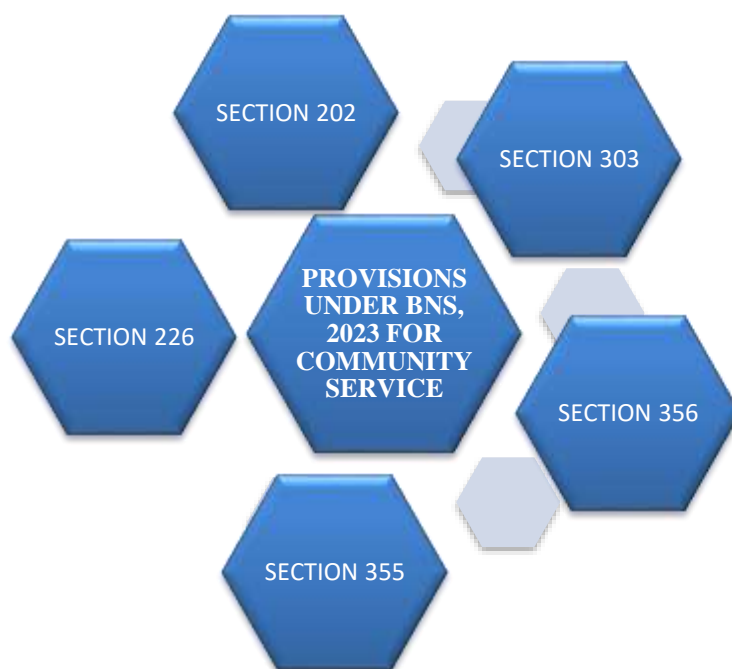 SECTION 202
SECTION 303
PROVISIONS
UNDER BNS,
2023 FOR
COMMUNITY
SERVICE
SECTION 226
SECTION 356
SECTION 355